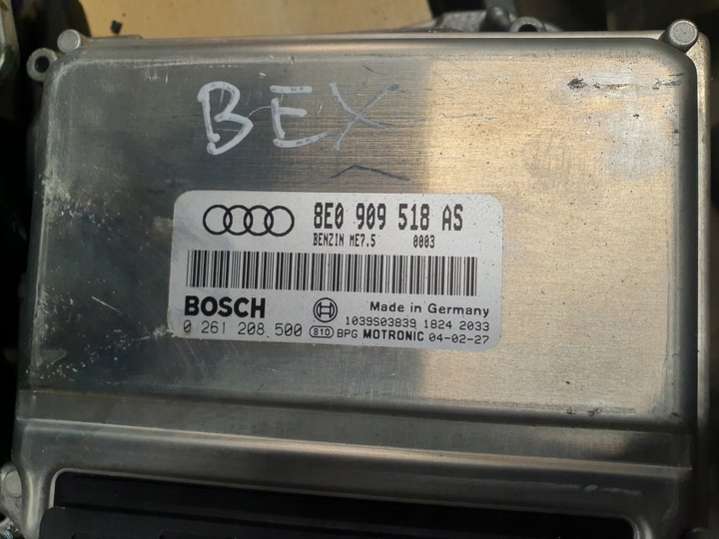 BEX
8E0 909 518 AS
BENZIN ME7.5 0003
BOSCH
Made in Germany
0 261 208 500
1039S03839 1824 2033
810 BPG MOTRONIC 04-02-27